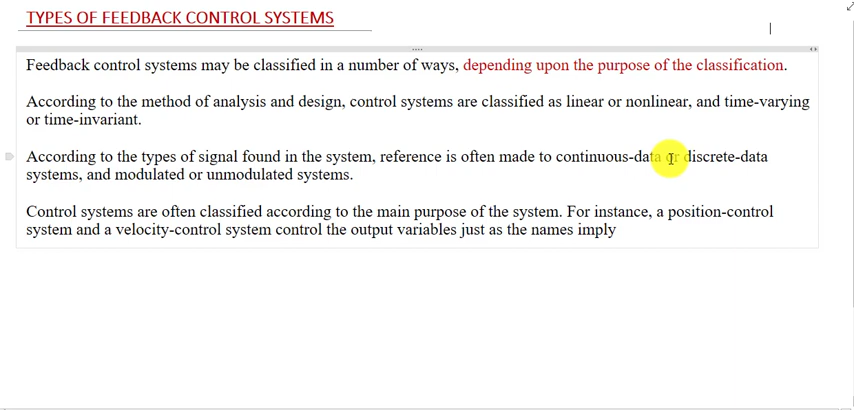 TYPES OF FEEDBACK CONTROL SYSTEMS
Feedback control systems may be classified in a number of ways, depending upon the purpose of the classification.
According to the method of analysis and design, control systems are classified as linear or nonlinear, and time-varying
or time-invariant.
According to the types of signal found in the system, reference is often made to continuous-data or discrete-data
systems, and modulated or unmodulated systems.
Control systems are often classified according to the main purpose of the system. For instance, a position-control
system and a velocity-control system control the output variables just as the names imply